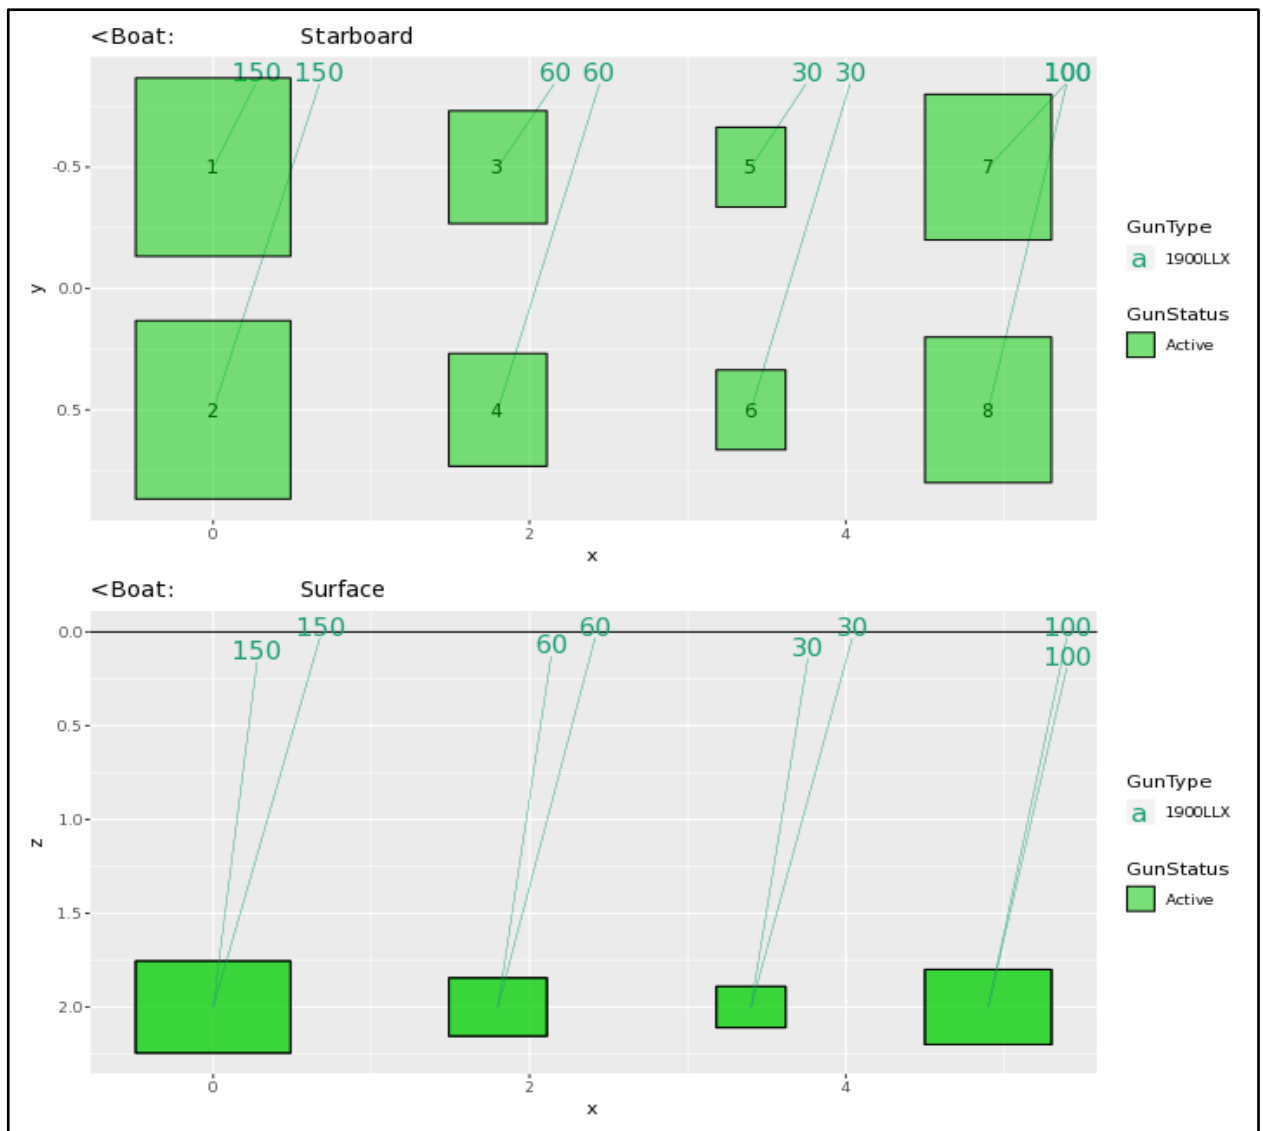 <Boat: Starboard
150 150 60 60 30 30 100
-0.5 1 3 5 7
GunType
a 1900LLX
y 0.0
GunStatus
Active
0.5 2 4 6 8
0 2 4
x
<Boat: Surface
0.0 150 60 30 100
150 60 30 100
0.5
GunType
1.0 a 1900LLX
z
GunStatus
1.5 Active
2.0
0 2 4
x